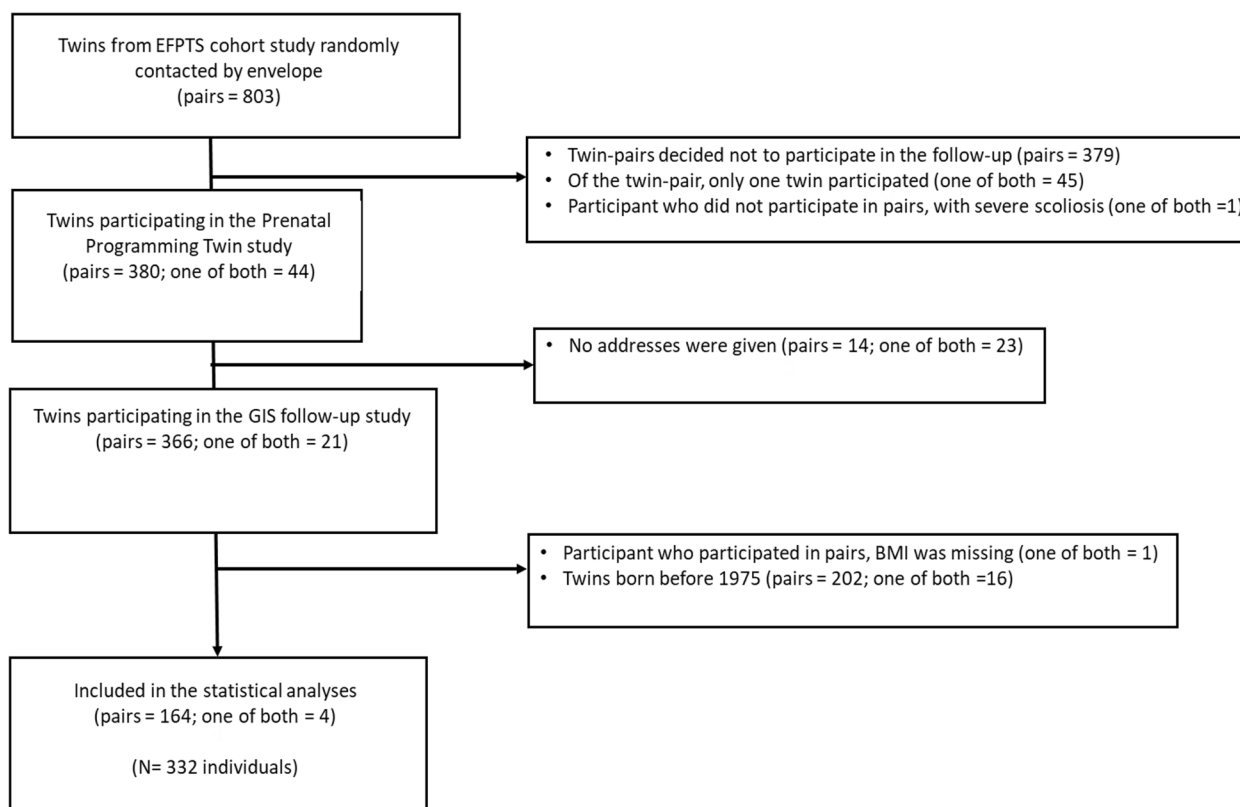 Twins from EFPTS cohort study randomly
contacted by envelope
(pairs = 803)
• Twin-pairs decided not to participate in the follow-up (pairs = 379)
• Of the twin-pair, only one twin participated (one of both = 45)
• Participant who did not participate in pairs, with severe scoliosis (one of both =1)
Twins participating in the Prenatal
Programming Twin study
(pairs = 380; one of both = 44)
• No addresses were given (pairs = 14; one of both = 23)
Twins participating in the GIS follow-up study
(pairs = 366; one of both = 21)
• Participant who participated in pairs, BMI was missing (one of both = 1)
• Twins born before 1975 (pairs = 202; one of both =16)
Included in the statistical analyses
(pairs = 164; one of both = 4)
(N= 332 individuals)